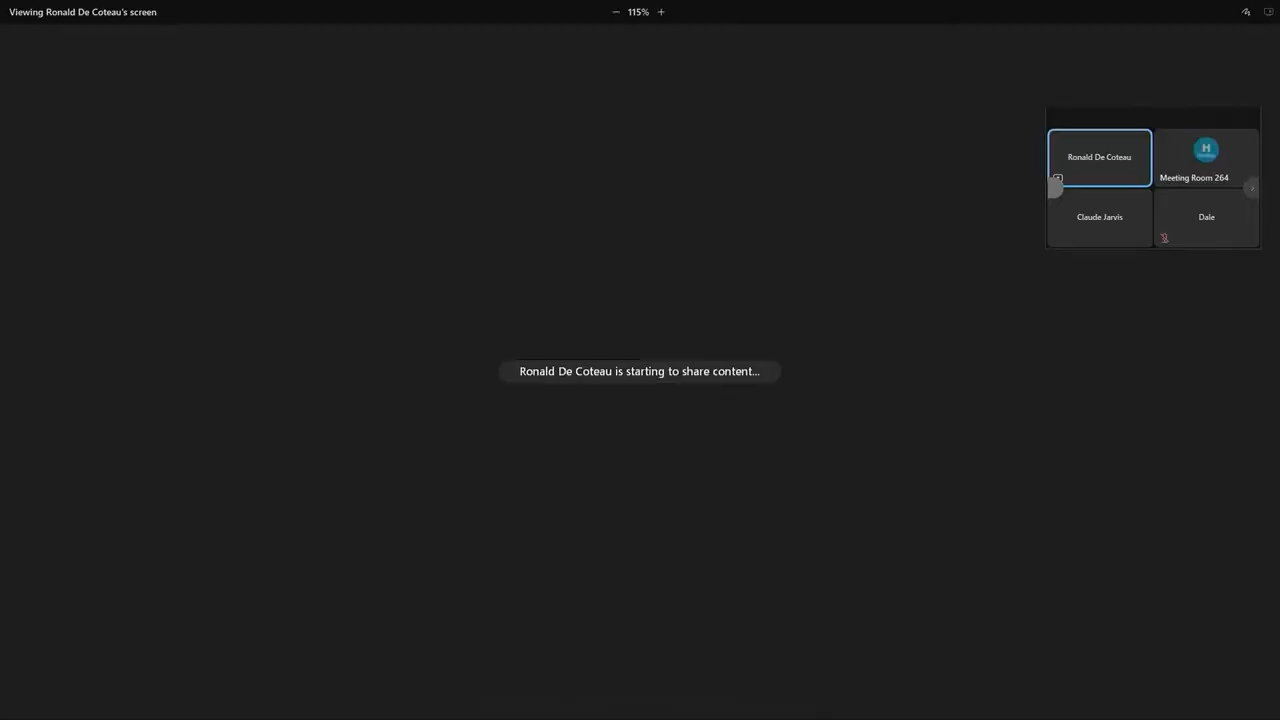 Viewing Ronald De Coteau's screen
115%
Ronald De Coteau
H
Meeting Room 264
Claude Jarvis
Dale
Ronald De Coteau is starting to share content...